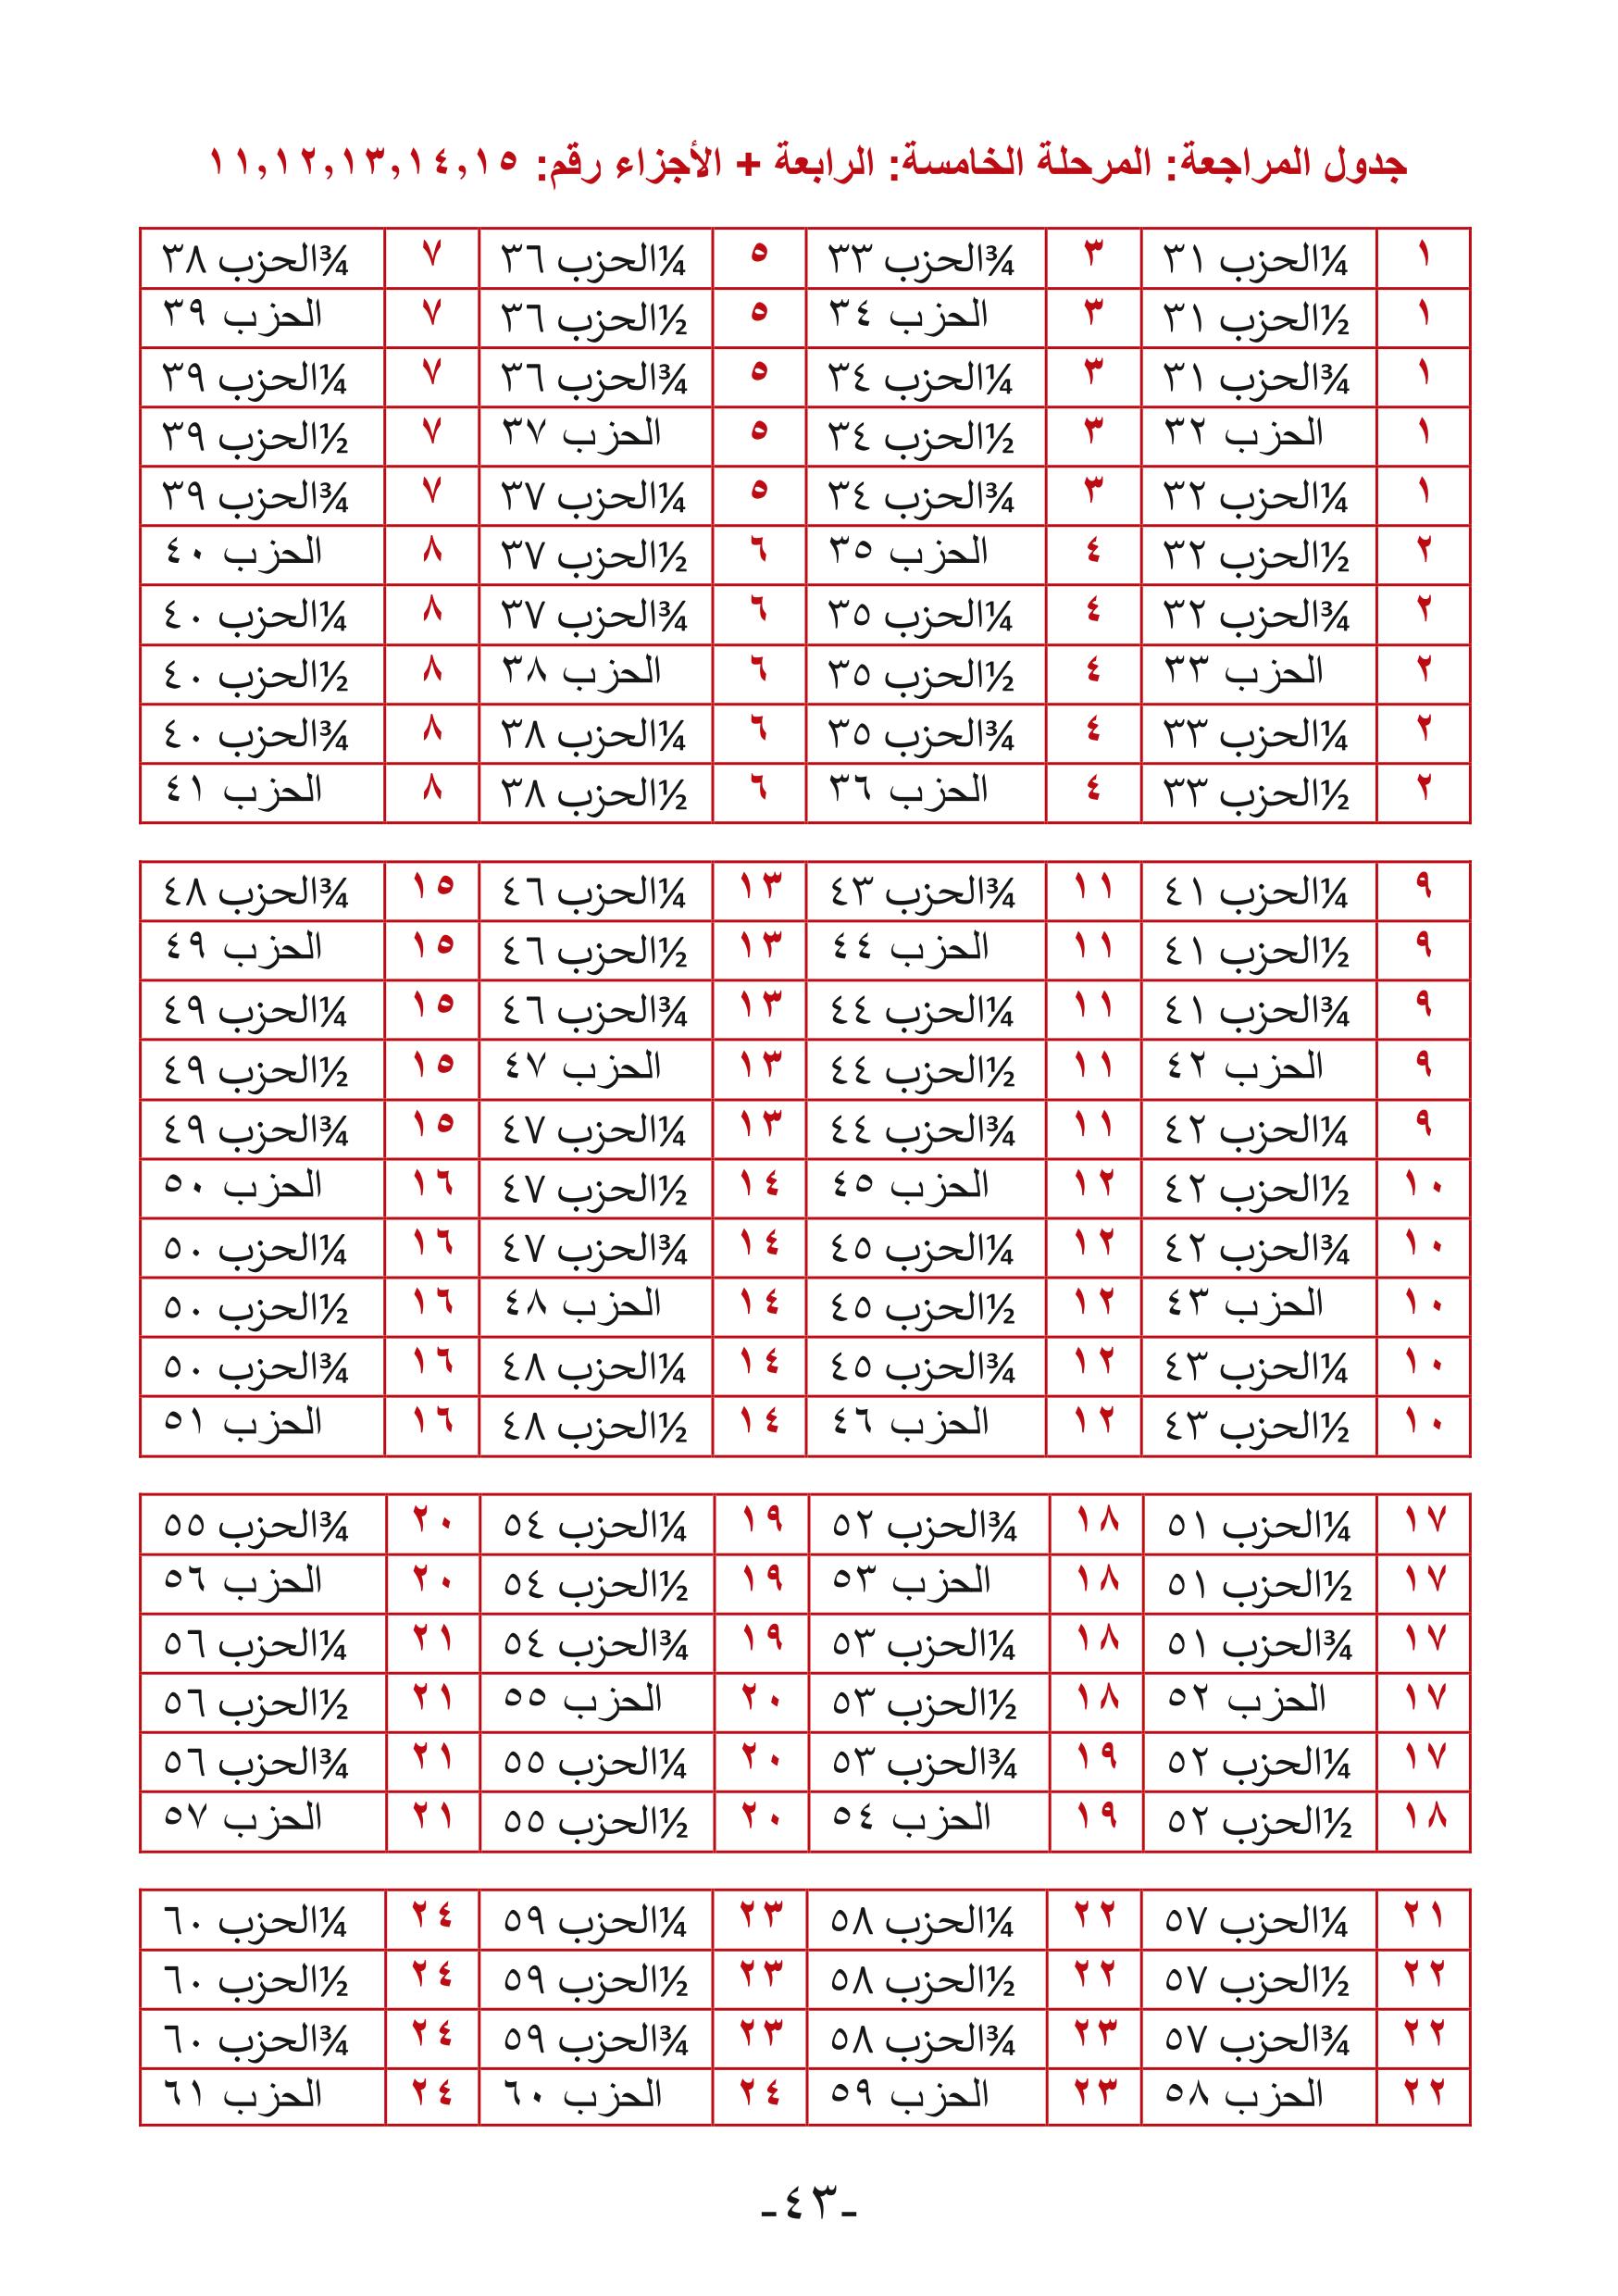 جدول المراجعة: المرحلة الخامسة: الرابعة + الأجزاء رقم: ١١,١٢,١٣,١٤,١٥
١ ¼الحزب ٣١ ٣ ¾الحزب ٣٣ ٥ ¼الحزب ٣٦ ٧ ¾الحزب ٣٨
١ ½الحزب ٣١ ٣ الحزب ٣٤ ٥ ½الحزب ٣٦ ٧ الحزب ٣٩
١ ¾الحزب ٣١ ٣ ¼الحزب ٣٤ ٥ ¾الحزب ٣٦ ٧ ¼الحزب ٣٩
١ الحزب ٣٢ ٣ ½الحزب ٣٤ ٥ الحزب ٣٧ ٧ ½الحزب ٣٩
١ ¼الحزب ٣٢ ٣ ¾الحزب ٣٤ ٥ ¼الحزب ٣٧ ٧ ¾الحزب ٣٩
٢ ½الحزب ٣٢ ٤ الحزب ٣٥ ٦ ½الحزب ٣٧ ٨ الحزب ٤٠
٢ ¾الحزب ٣٢ ٤ ¼الحزب ٣٥ ٦ ¾الحزب ٣٧ ٨ ¼الحزب ٤٠
٢ الحزب ٣٣ ٤ ½الحزب ٣٥ ٦ الحزب ٣٨ ٨ ½الحزب ٤٠
٢ ¼الحزب ٣٣ ٤ ¾الحزب ٣٥ ٦ ¼الحزب ٣٨ ٨ ¾الحزب ٤٠
٢ ½الحزب ٣٣ ٤ الحزب ٣٦ ٦ ½الحزب ٣٨ ٨ الحزب ٤١
٩ ¼الحزب ٤١ ١١ ¾الحزب ٤٣ ١٣ ¼الحزب ٤٦ ١٥ ¾الحزب ٤٨
٩ ½الحزب ٤١ ١١ الحزب ٤٤ ١٣ ½الحزب ٤٦ ١٥ الحزب ٤٩
٩ ¾الحزب ٤١ ١١ ¼الحزب ٤٤ ١٣ ¾الحزب ٤٦ ١٥ ¼الحزب ٤٩
٩ الحزب ٤٢ ١١ ½الحزب ٤٤ ١٣ الحزب ٤٧ ١٥ ½الحزب ٤٩
٩ ¼الحزب ٤٢ ١١ ¾الحزب ٤٤ ١٣ ¼الحزب ٤٧ ١٥ ¾الحزب ٤٩
١٠ ½الحزب ٤٢ ١٢ الحزب ٤٥ ١٤ ½الحزب ٤٧ ١٦ الحزب ٥٠
١٠ ¾الحزب ٤٢ ١٢ ¼الحزب ٤٥ ١٤ ¾الحزب ٤٧ ١٦ ¼الحزب ٥٠
١٠ الحزب ٤٣ ١٢ ½الحزب ٤٥ ١٤ الحزب ٤٨ ١٦ ½الحزب ٥٠
١٠ ¼الحزب ٤٣ ١٢ ¾الحزب ٤٥ ١٤ ¼الحزب ٤٨ ١٦ ¾الحزب ٥٠
١٠ ½الحزب ٤٣ ١٢ الحزب ٤٦ ١٤ ½الحزب ٤٨ ١٦ الحزب ٥١
١٧ ¼الحزب ٥١ ١٨ ¾الحزب ٥٢ ١٩ ¼الحزب ٥٤ ٢٠ ¾الحزب ٥٥
١٧ ½الحزب ٥١ ١٨ الحزب ٥٣ ١٩ ½الحزب ٥٤ ٢٠ الحزب ٥٦
١٧ ¾الحزب ٥١ ١٨ ¼الحزب ٥٣ ١٩ ¾الحزب ٥٤ ٢١ ¼الحزب ٥٦
١٧ الحزب ٥٢ ١٨ ½الحزب ٥٣ ٢٠ الحزب ٥٥ ٢١ ½الحزب ٥٦
١٧ ¼الحزب ٥٢ ١٩ ¾الحزب ٥٣ ٢٠ ¼الحزب ٥٥ ٢١ ¾الحزب ٥٦
١٨ ½الحزب ٥٢ ١٩ الحزب ٥٤ ٢٠ ½الحزب ٥٥ ٢١ الحزب ٥٧
٢١ ¼الحزب ٥٧ ٢٢ ¼الحزب ٥٨ ٢٣ ¼الحزب ٥٩ ٢٤ ¼الحزب ٦٠
٢٢ ½الحزب ٥٧ ٢٢ ½الحزب ٥٨ ٢٣ ½الحزب ٥٩ ٢٤ ½الحزب ٦٠
٢٢ ¾الحزب ٥٧ ٢٣ ¾الحزب ٥٨ ٢٣ ¾الحزب ٥٩ ٢٤ ¾الحزب ٦٠
٢٢ الحزب ٥٨ ٢٣ الحزب ٥٩ ٢٤ الحزب ٦٠ ٢٤ الحزب ٦١
-٤٣-